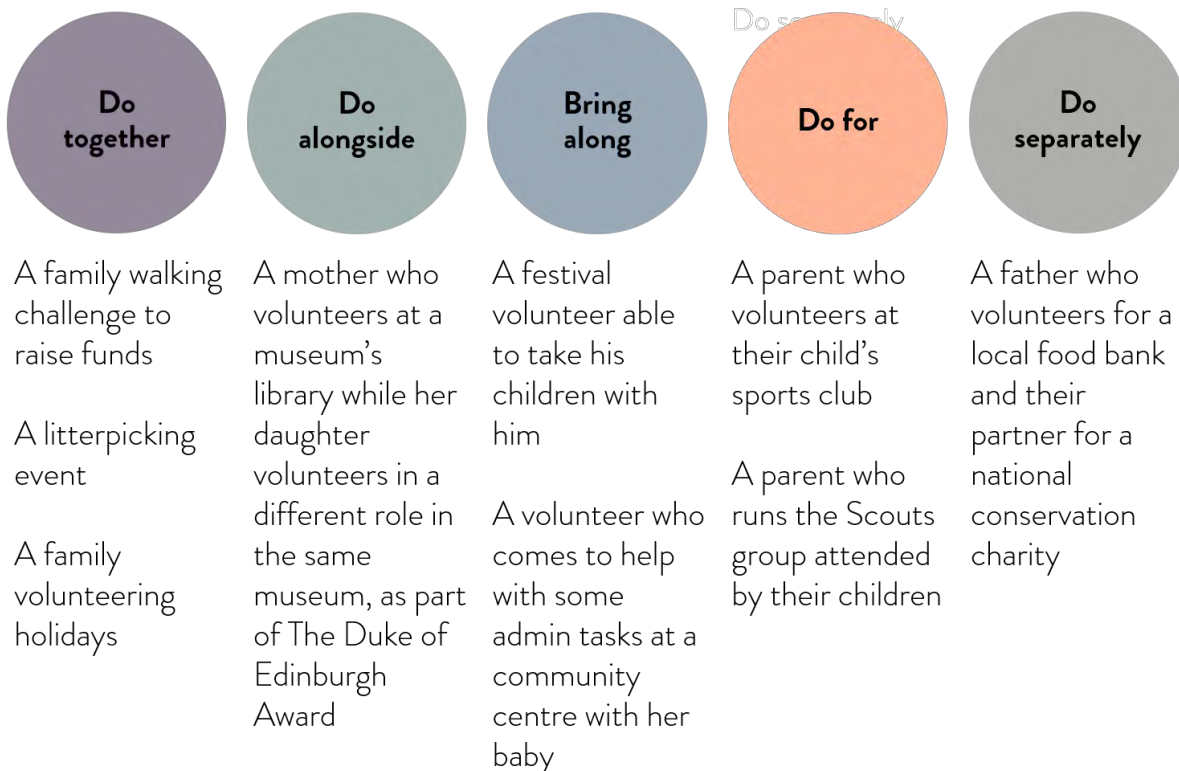 Do separately
Do
together
Do
alongside
Bring
along
Do for
Do
separately
A family walking
challenge to
raise funds
A litterpicking
event
A family
volunteering
holidays
A mother who
volunteers at a
museum's
library while her
daughter
volunteers in a
different role in
the same
museum, as part
of The Duke of
Edinburgh
Award
A festival
volunteer able
to take his
children with
him
A volunteer who
comes to help
with some
admin tasks at a
community
centre with her
baby
A parent who
volunteers at
their child's
sports club
A parent who
runs the Scouts
group attended
by their children
A father who
volunteers for a
local food bank
and their
partner for a
national
conservation
charity